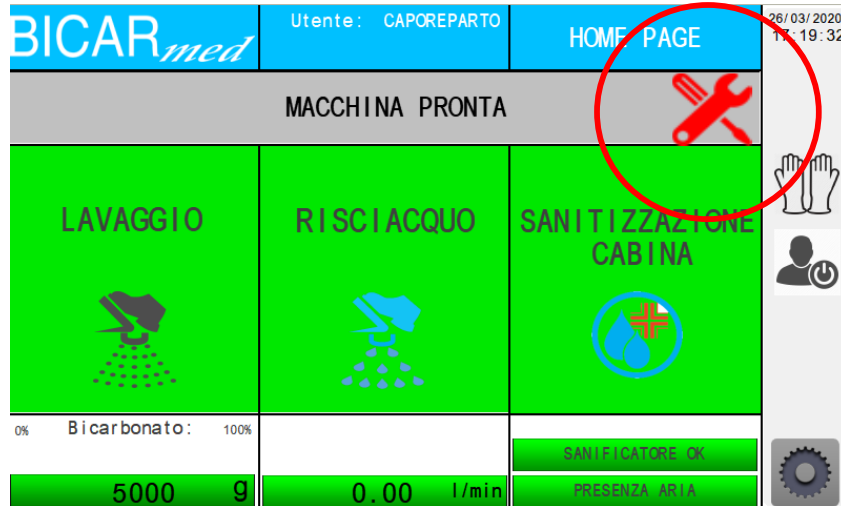 BICARmed
Utente: CAPOREPARTO
HOME PAGE
26/03/2020
17:19:32
MACCHINA PRONTA
LAVAGGIO
RISCIACQUO
SANITIZZAZIONE
CABINA
0% Bicarbonato: 100%
5000 g
0.00 l/min
SANIFICATORE OK
PRESENZA ARIA